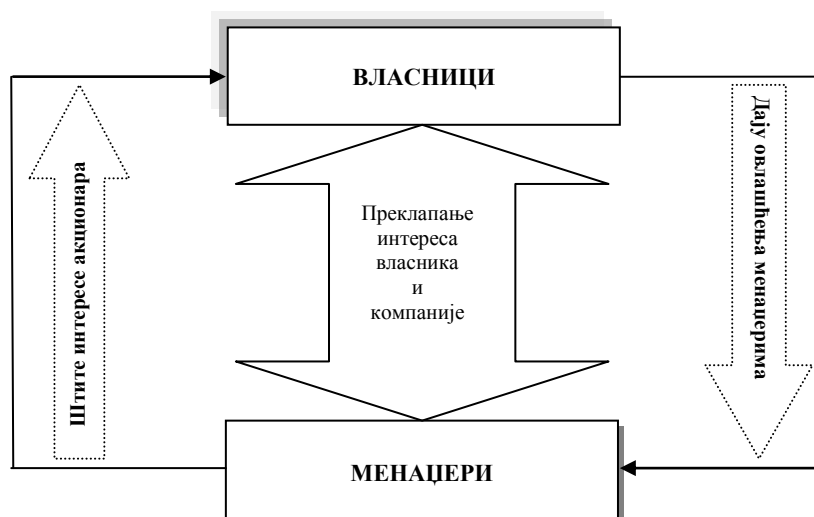 ВЛАСНИЦИ
Штите интересе акционара
Преклапање
интереса
власника
и
компаније
Дају овлашћења менаџерима
МЕНАЏЕРИ